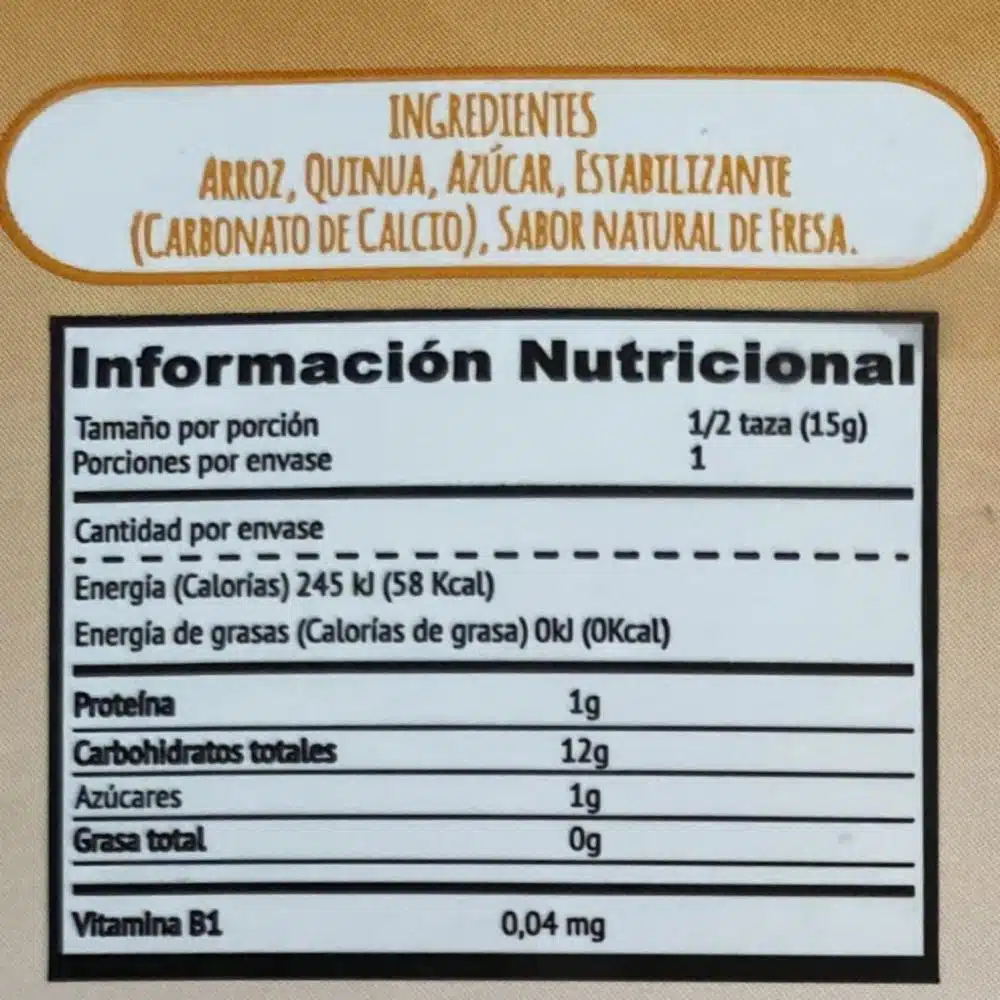 INGREDIENTES
ARROZ, QUINUA, AZÚCAR, ESTABILIZANTE
(CARBONATO DE CALCIO), SABOR NATURAL DE FRESA.
Información Nutricional
Tamaño por porción 1/2 taza (15g)
Porciones por envase 1
Cantidad por envase
Energía (Calorías) 245 kJ (58 Kcal)
Energía de grasas (Calorías de grasa) 0kJ (0Kcal)
Proteína 1g
Carbohidratos totales 12g
Azúcares 1g
Grasa total 0g
Vitamina B1 0,04 mg